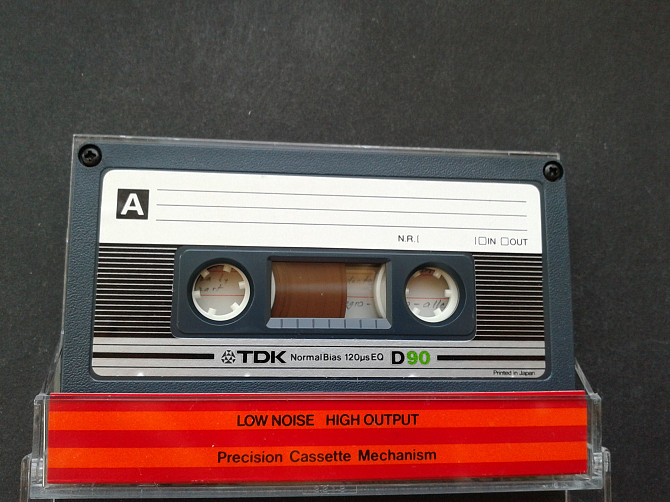 A
N.R.
IN OUT
TDK Normal Bias 120µs EQ D90
Printed in Japan
LOW NOISE HIGH OUTPUT
Precision Cassette Mechanism